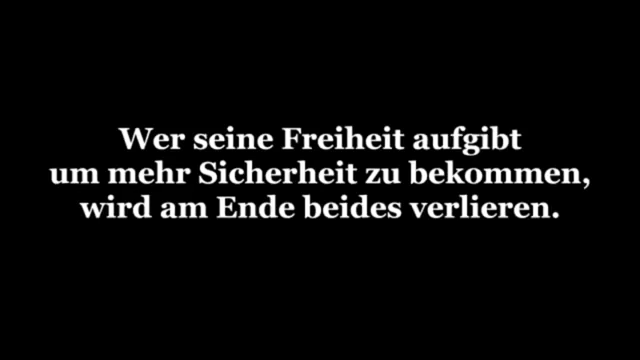 Wer seine Freiheit aufgibt
um mehr Sicherheit zu bekommen,
wird am Ende beides verlieren.